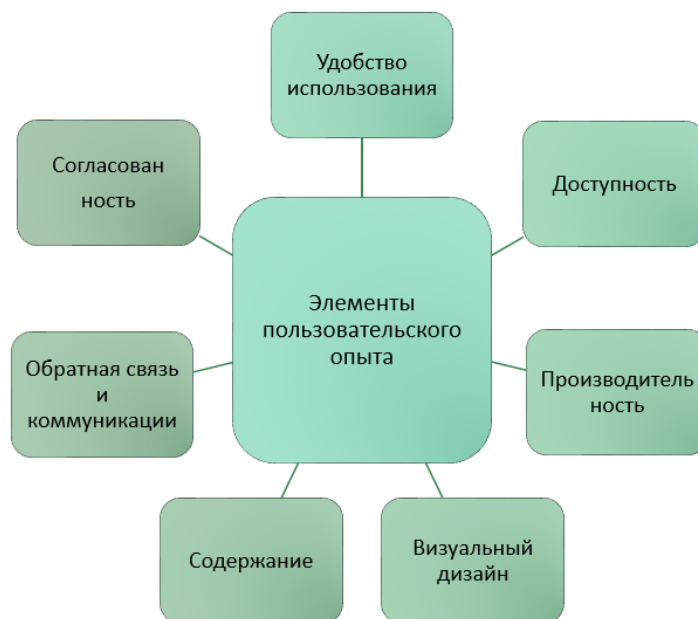 Удобство
использования
Согласован
ность
Доступность
Элементы
пользовательского
опыта
Обратная связь
и
коммуникации
Производитель
ность
Содержание
Визуальный
дизайн